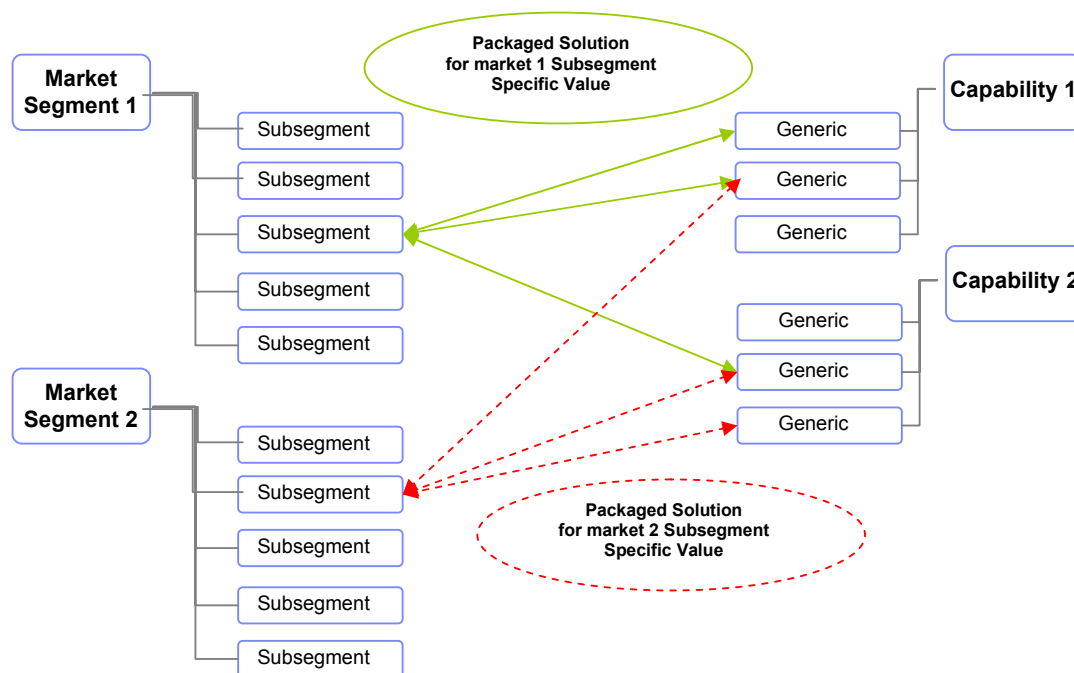 Market
Segment 1
Subsegment
Subsegment
Subsegment
Subsegment
Subsegment
Market
Segment 2
Subsegment
Subsegment
Subsegment
Subsegment
Subsegment
Packaged Solution
for market 1 Subsegment
Specific Value
Packaged Solution
for market 2 Subsegment
Specific Value
Capability 1
Generic
Generic
Generic
Capability 2
Generic
Generic
Generic